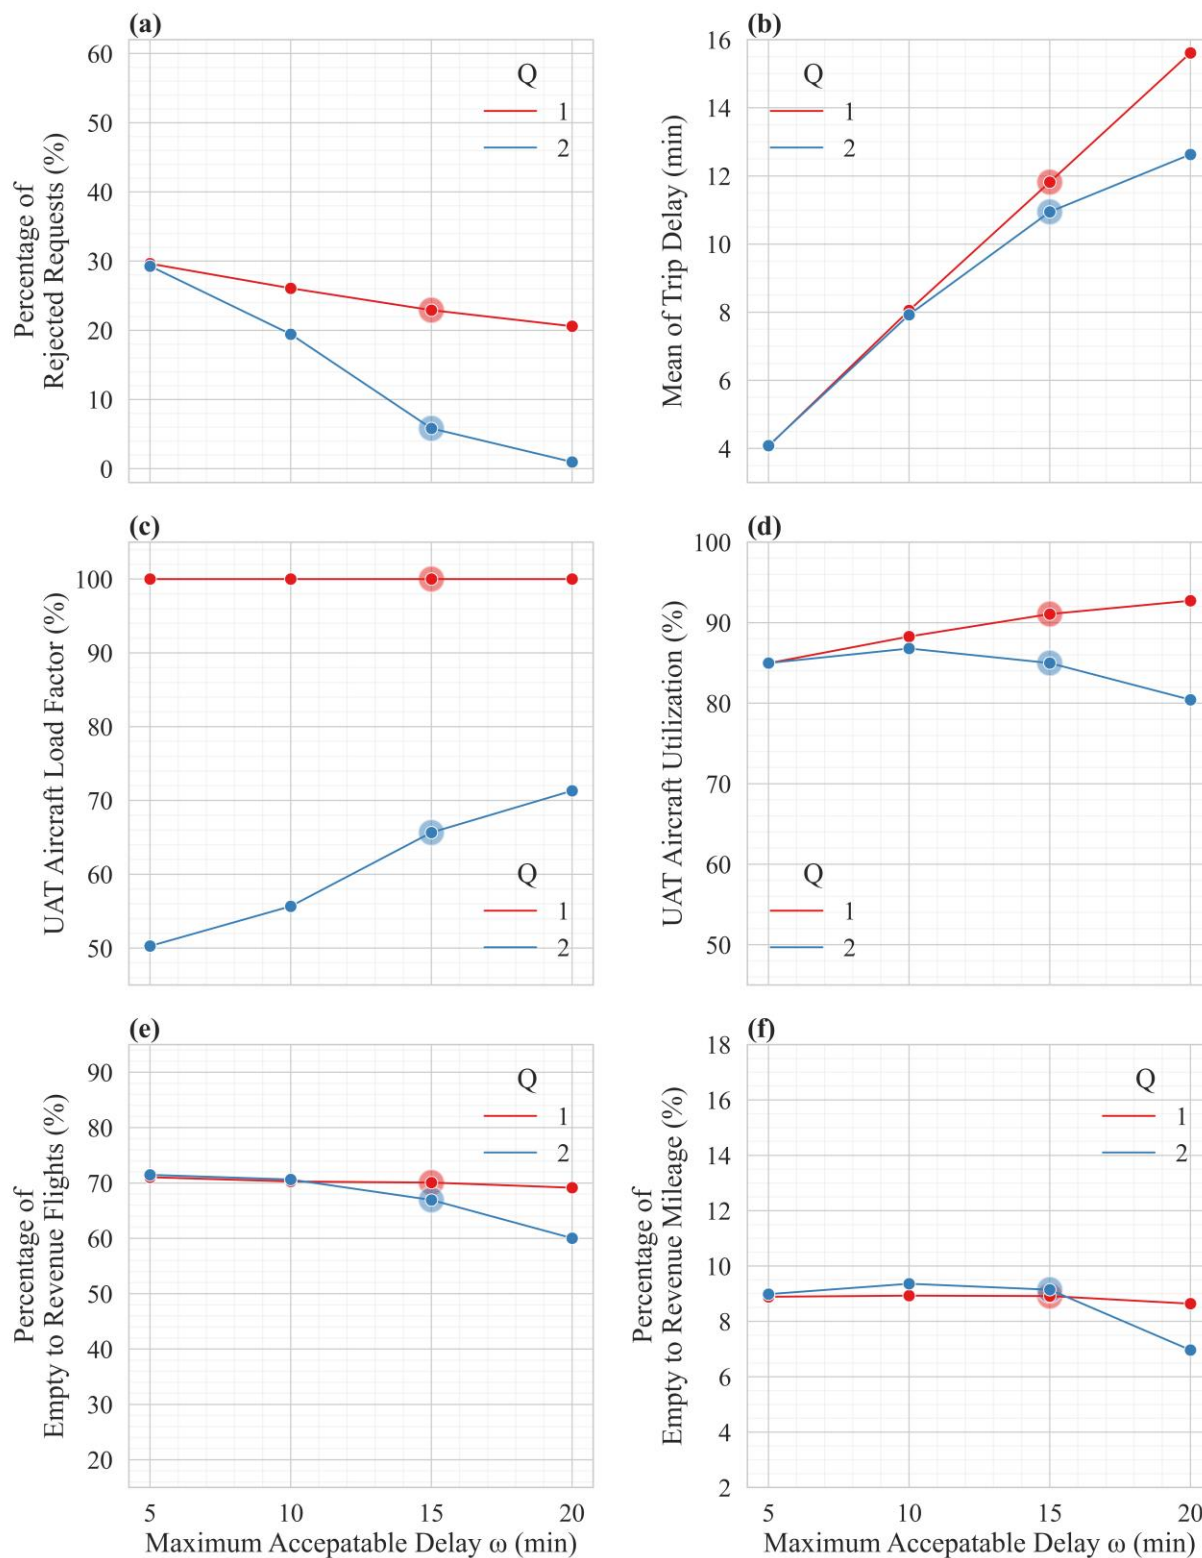 (a)
60
50
40
30
20
10
0
Percentage of
Rejected Requests (%)
Q
1
2
(b)
16
14
12
10
8
6
4
Mean of Trip Delay (min)
Q
1
2
(c)
100
90
80
70
60
50
UAT Aircraft Load Factor (%)
Q
1
2
(d)
100
90
80
70
60
50
UAT Aircraft Utilization (%)
Q
1
2
(e)
90
80
70
60
50
40
30
20
Percentage of
Empty to Revenue Flights (%)
Q
1
2
5 10 15 20
Maximum Accepatable Delay ω (min)
(f)
18
16
14
12
10
8
6
4
2
Percentage of
Empty to Revenue Mileage (%)
Q
1
2
5 10 15 20
Maximum Accepatable Delay ω (min)